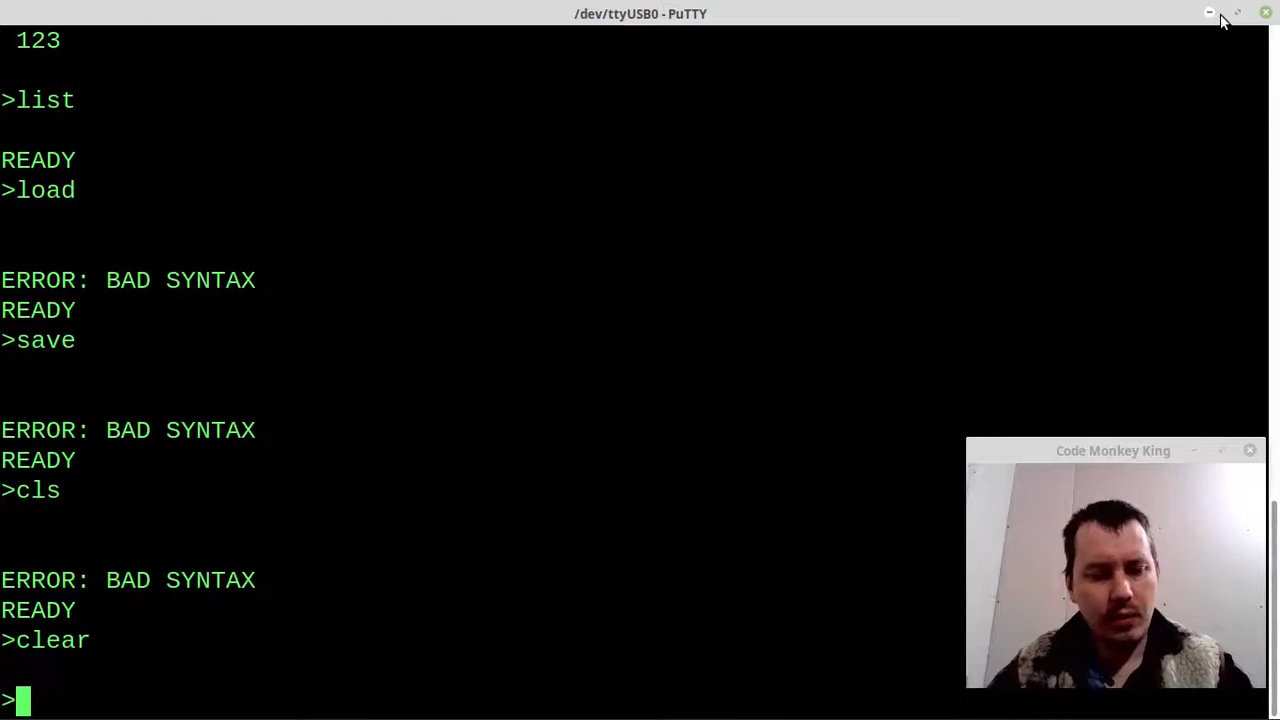 /dev/ttyUSB0 - PuTTY
123
>list
READY
>load
ERROR: BAD SYNTAX
READY
>save
ERROR: BAD SYNTAX
READY
>cls
ERROR: BAD SYNTAX
READY
>clear
>
Code Monkey King